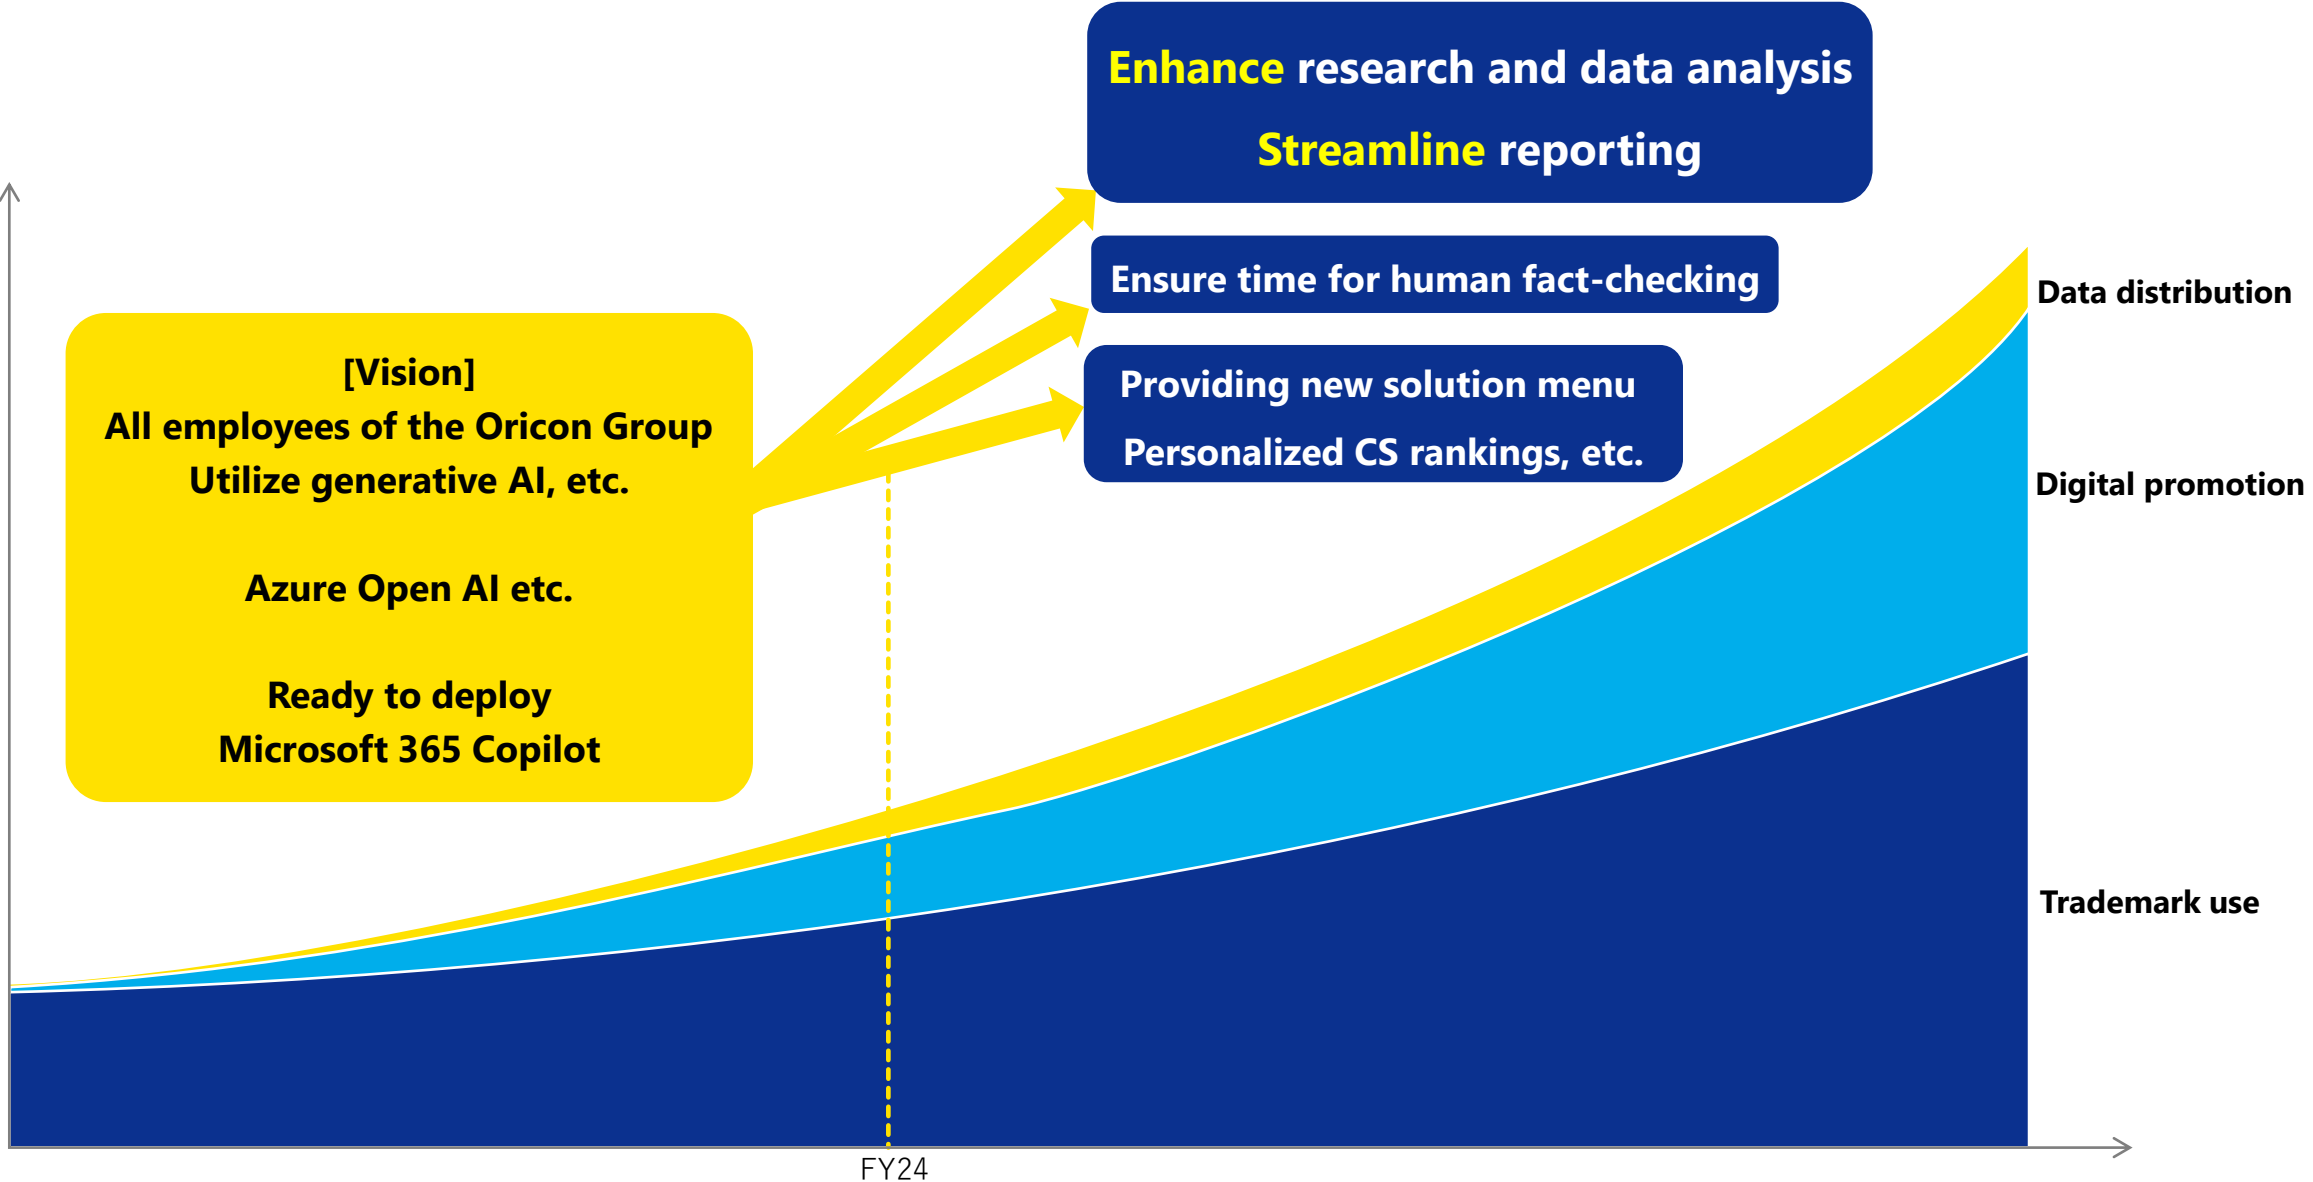 Enhance research and data analysis
Streamline reporting
Ensure time for human fact-checking
Providing new solution menu
Personalized CS rankings, etc.
[Vision]
All employees of the Oricon Group
Utilize generative AI, etc.
Azure Open AI etc.
Ready to deploy
Microsoft 365 Copilot
Data distribution
Digital promotion
Trademark use
FY24